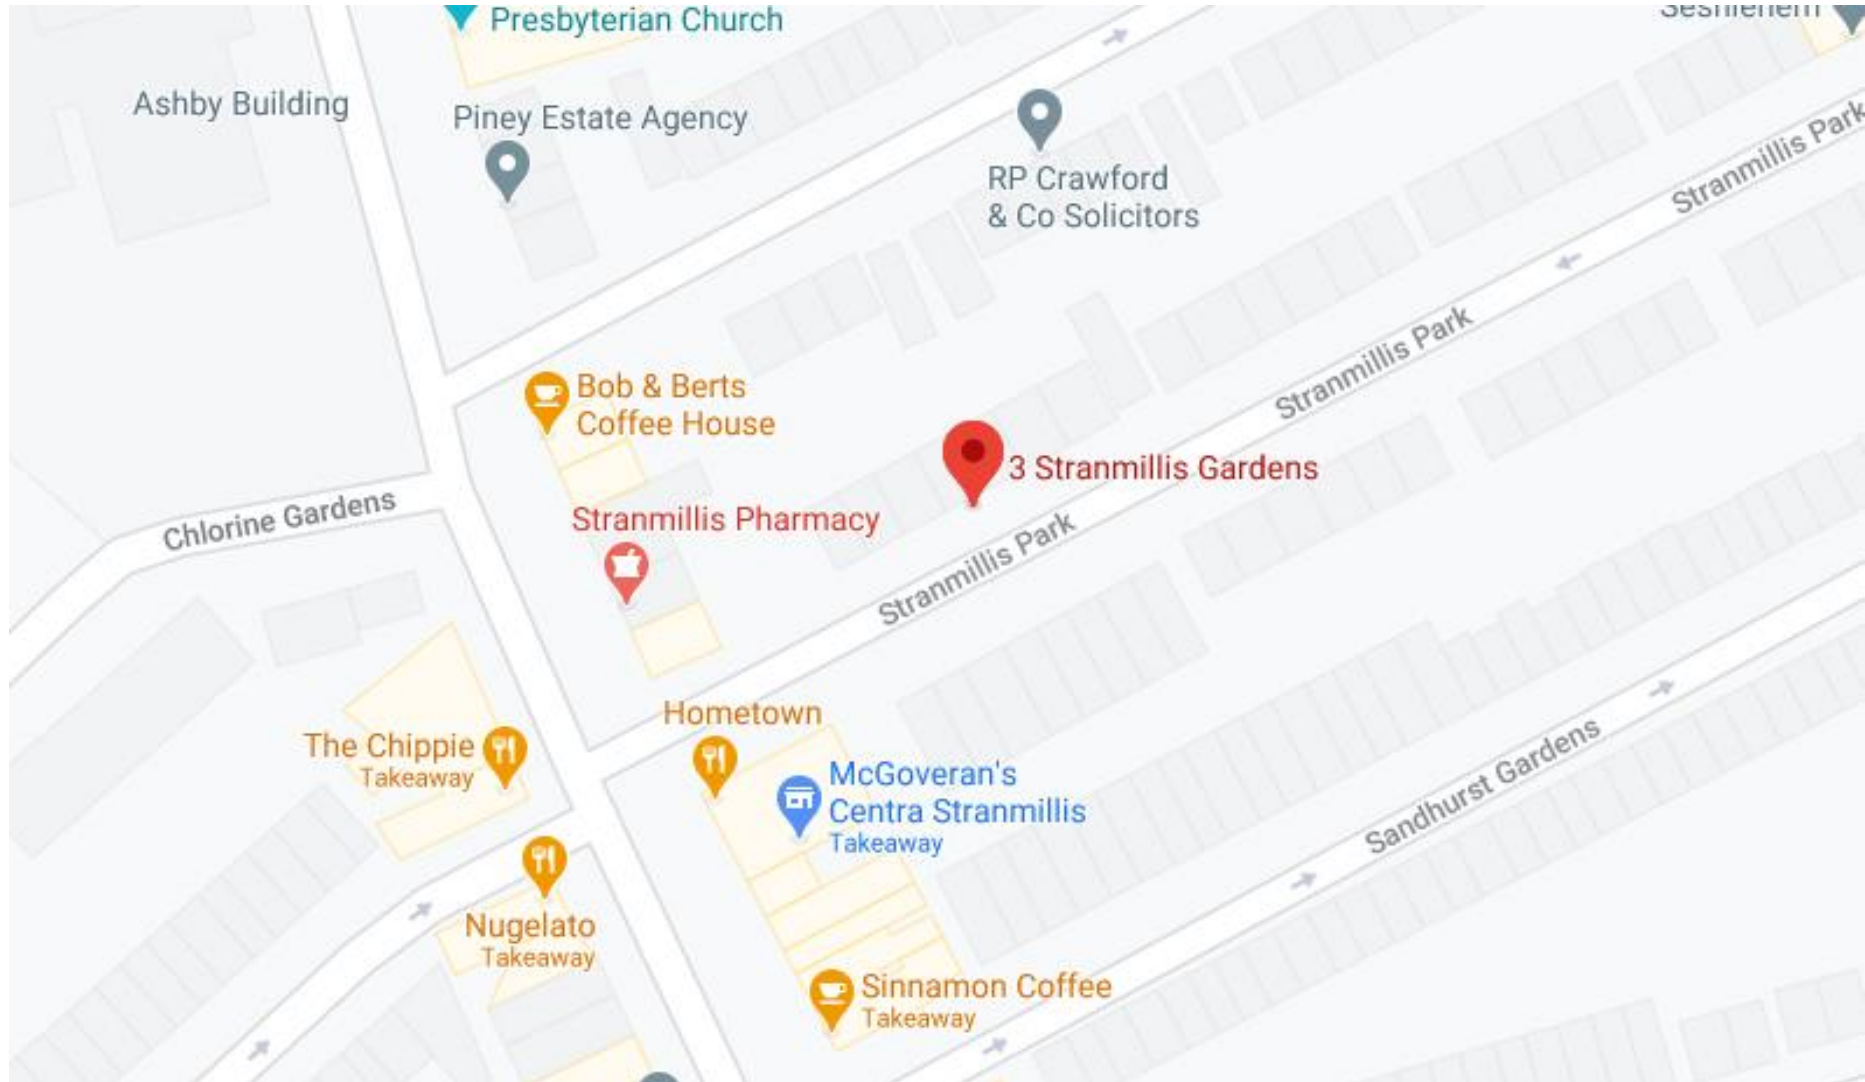 Presbyterian Church
Ashby Building
Piney Estate Agency
RP Crawford
& Co Solicitors
Stranmillis Park
Stranmillis Park
Bob & Berts
Coffee House
3 Stranmillis Gardens
Chlorine Gardens
Stranmillis Pharmacy
Stranmillis Park
Hometown
The Chippie
Takeaway
McGoveran's
Centra Stranmillis
Takeaway
Sandhurst Gardens
Nugelato
Takeaway
Sinnamon Coffee
Takeaway